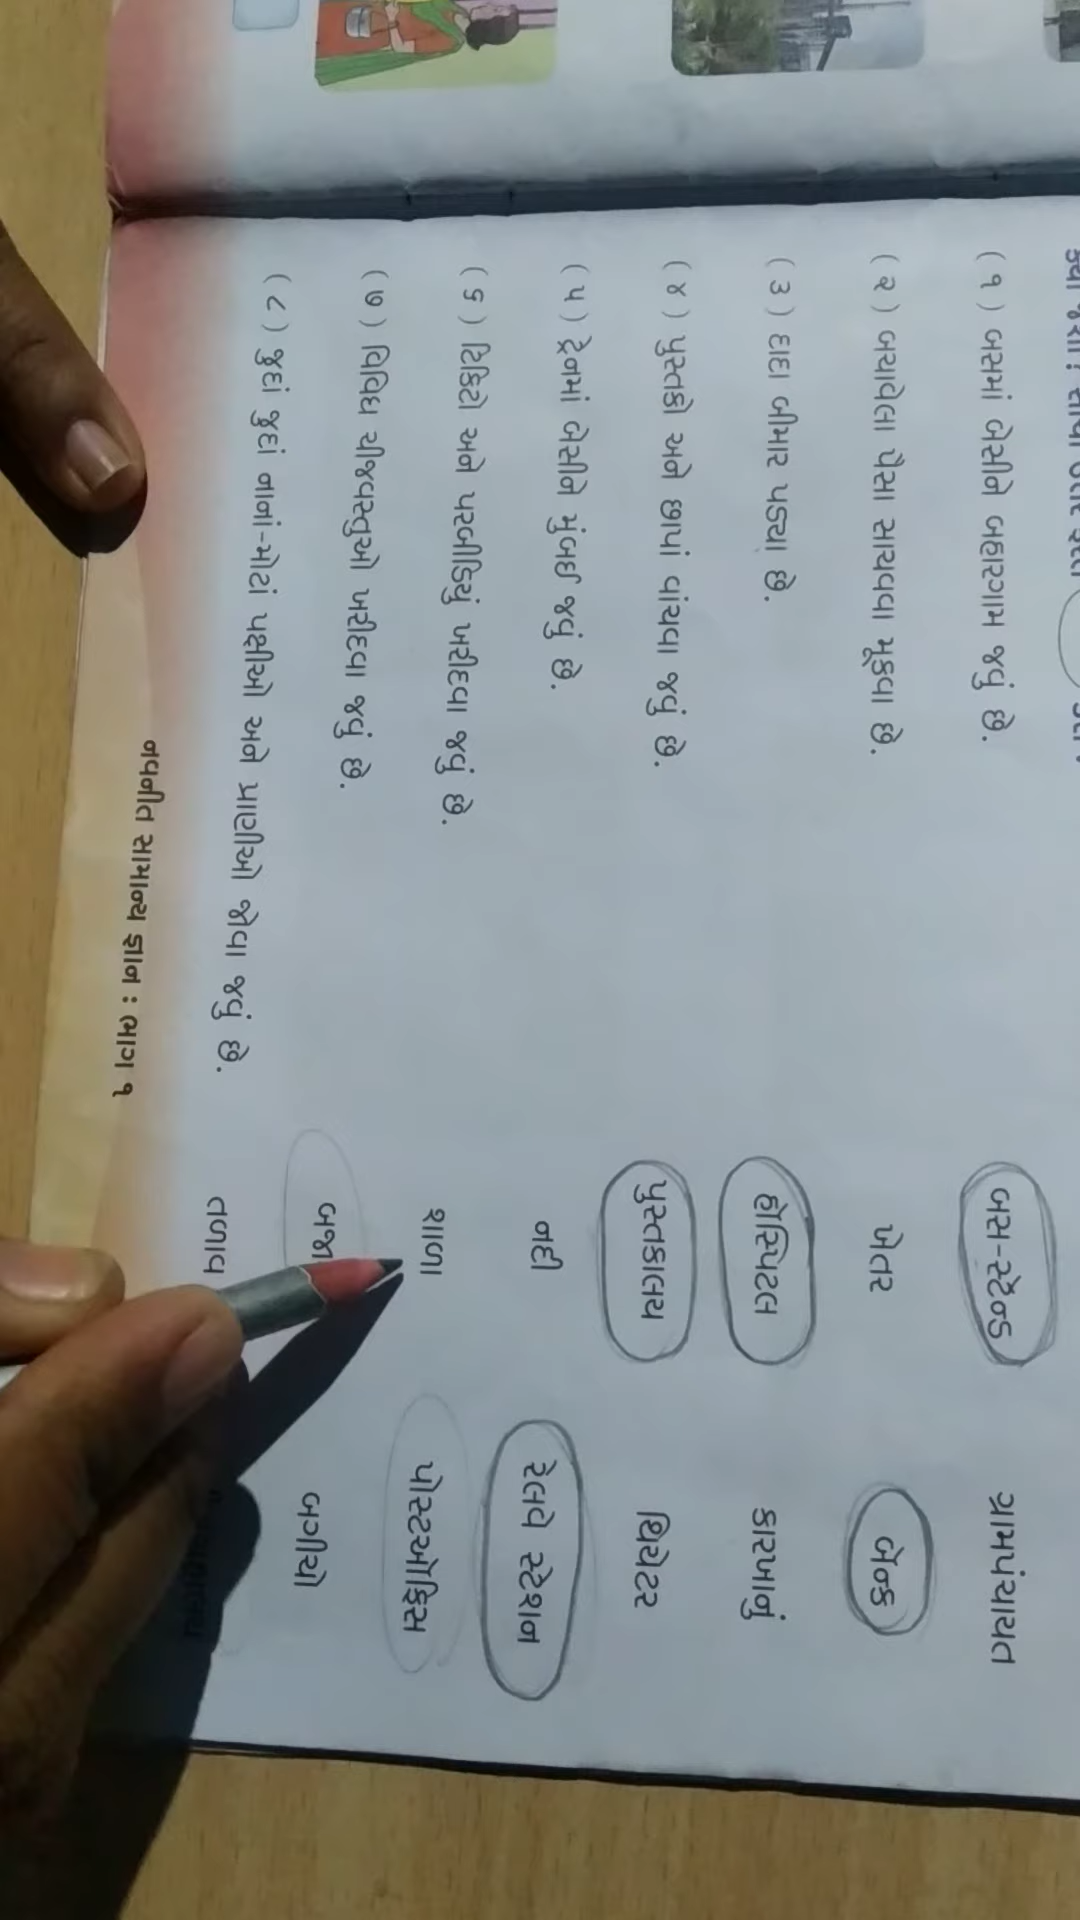 (૧) બસમાં બેસીને બહારગામ જવું છે. બસ-સ્ટૅન્ડ ગ્રામપંચાયત
(૨) બચાવેલા પૈસા સાચવવા મૂકવા છે. ખેતર બેન્ક
(૩) દાદા બીમાર પડ્યા છે. હૉસ્પિટલ કારખાનું
(૪) પુસ્તકો અને છાપાં વાંચવા જવું છે. પુસ્તકાલય થિયેટર
(૫) ટ્રેનમાં બેસીને મુંબઈ જવું છે. નદી રેલવે સ્ટેશન
(૬) ટિકિટો અને પરબીડિયું ખરીદવા જવું છે. શાળા પોસ્ટઑફિસ
(૭) વિવિધ ચીજવસ્તુઓ ખરીદવા જવું છે. બગીચો
(૮) જુદાં જુદાં નાનાં-મોટાં પક્ષીઓ અને પ્રાણીઓ જોવા જવું છે. તળાવ
નવનીત સામાન્ય જ્ઞાન : ભાગ ૧